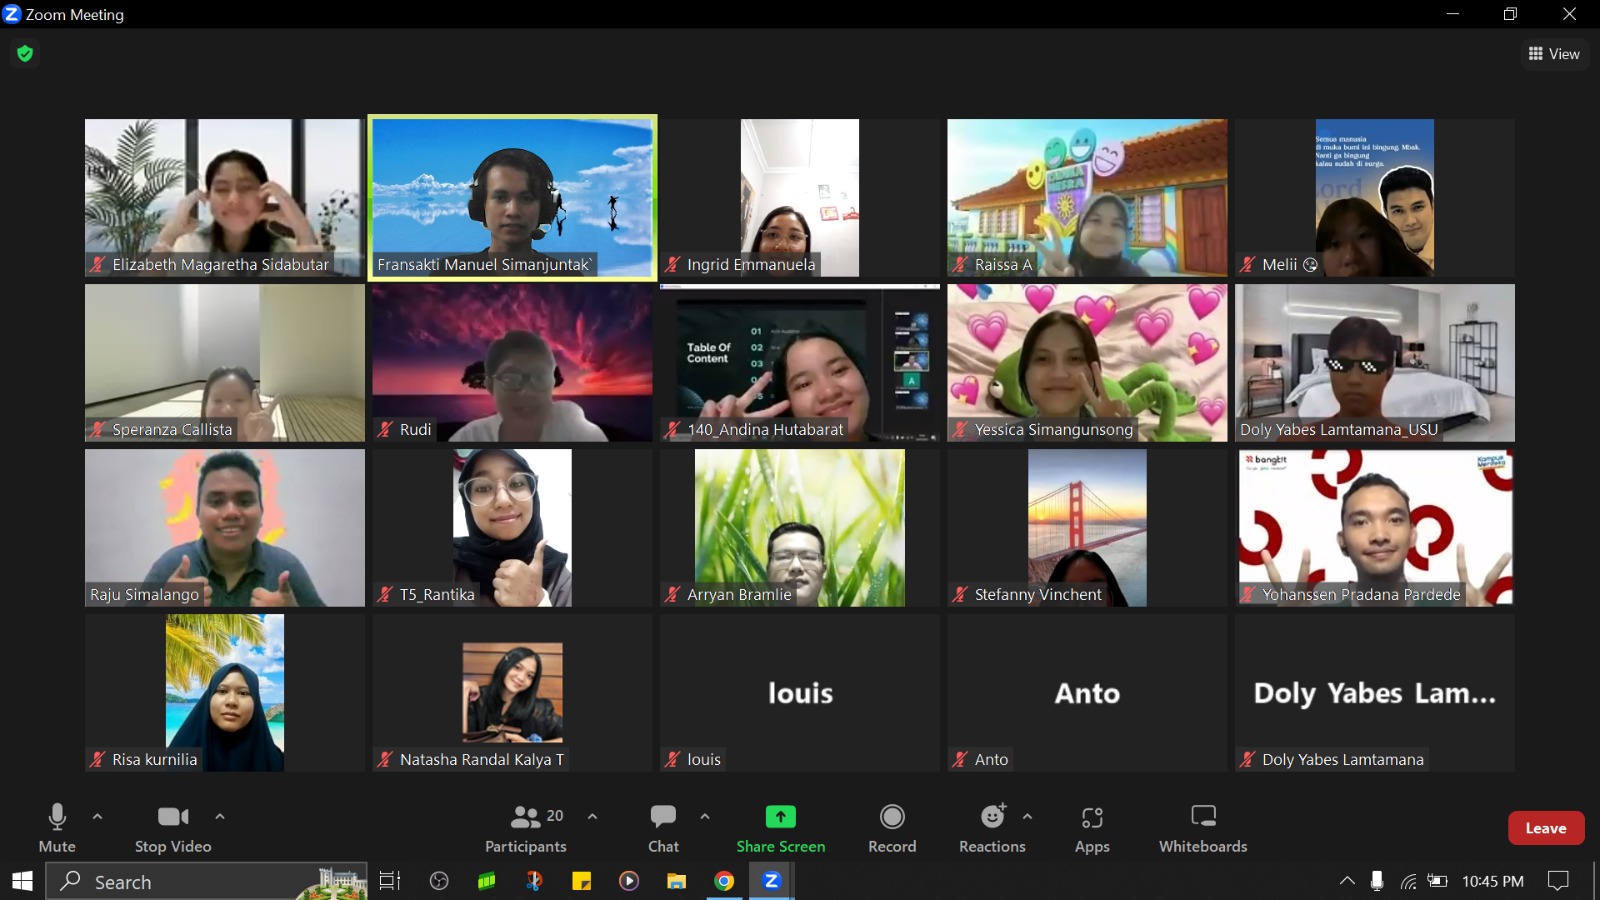 Zoom Meeting
View
Elizabeth Magaretha Sidabutar
Fransakti Manuel Simanjuntak`
Ingrid Emmanuela
Raissa A
Semua manusia
di muka bumi ini bingung, Mbak.
Nanti ga bingung
kalau sudah di surga.
Melii
Speranza Callista
Rudi
Table Of
Content
01
02
03
A
140_Andina Hutabarat
Yessica Simangunsong
Doly Yabes Lamtamana_USU
Raju Simalango
T5_Rantika
Arryan Bramlie
Stefanny Vinchent
bangkit
Kampus
Merdeka
Yohanssen Pradana Pardede
Risa kurnilia
Natasha Randal Kalya T
louis
louis
Anto
Anto
Doly Yabes Lam...
Doly Yabes Lamtamana
Mute
Stop Video
20
Participants
Chat
Share Screen
Record
Reactions
Apps
Whiteboards
Leave
Search
10:45 PM